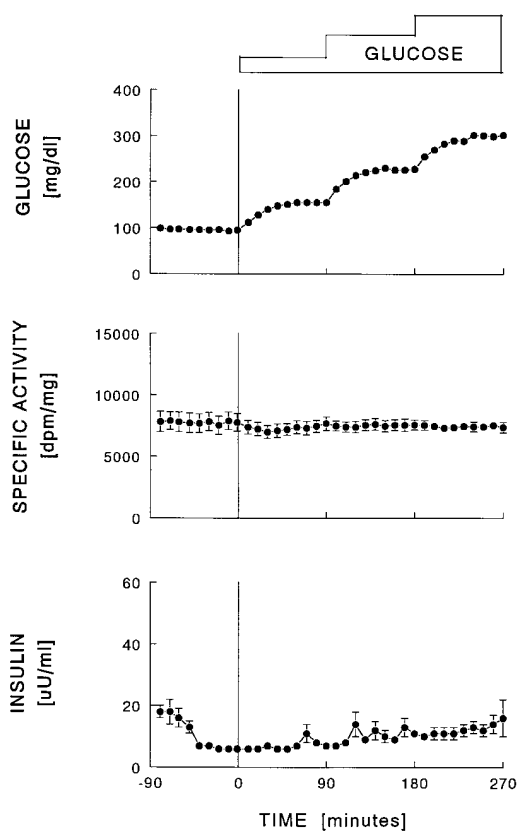 GLUCOSE
GLUCOSE
[mg/dl]
400
300
200
100
0
SPECIFIC ACTIVITY
[dpm/mg]
15000
10000
5000
0
INSULIN
[uU/ml]
60
40
20
0
-90 0 90 180 270
TIME [minutes]